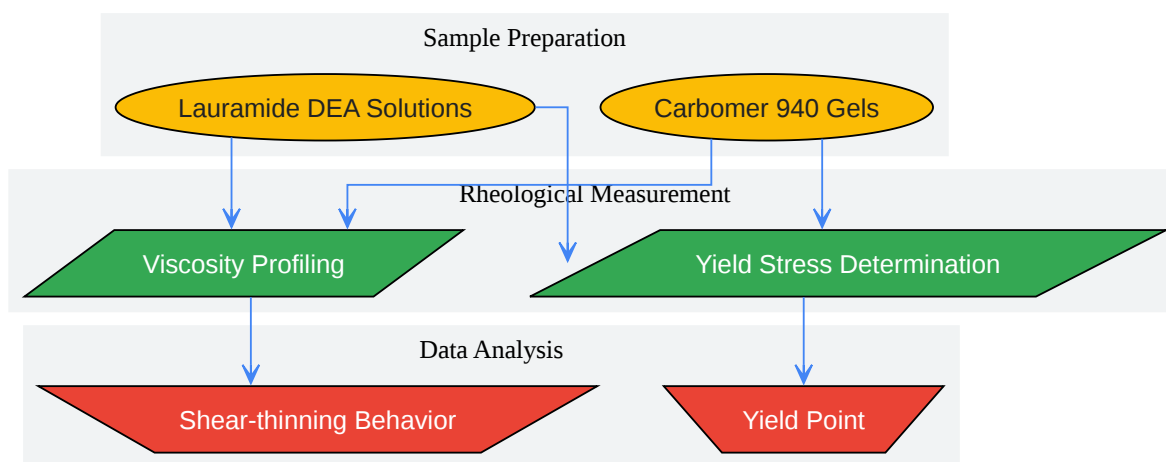 Sample Preparation
Lauramide DEA Solutions
Carbomer 940 Gels
Rheological Measurement
Viscosity Profiling
Yield Stress Determination
Data Analysis
Shear-thinning Behavior
Yield Point